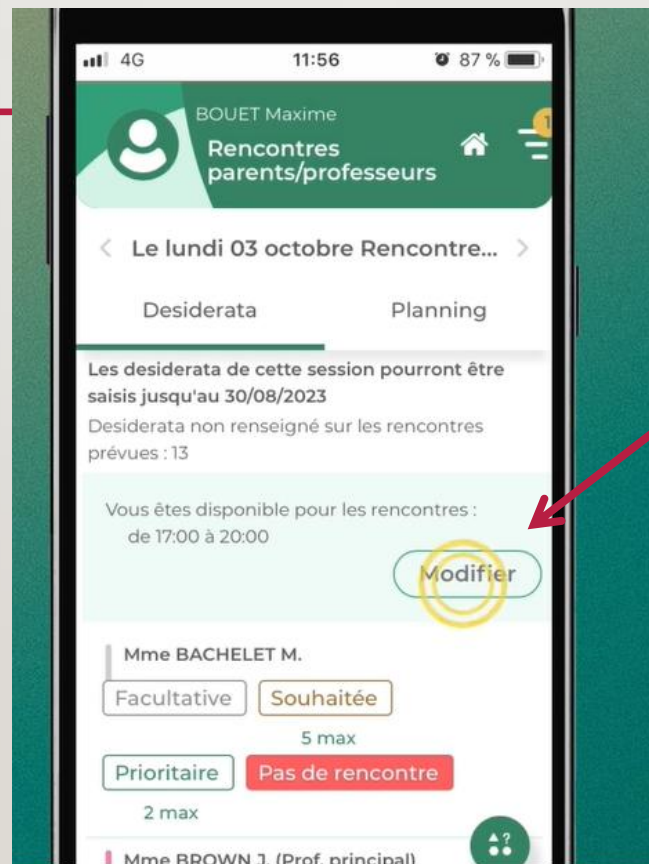 4G 11:56 87 %
BOUET Maxime
1
Rencontres
parents/professeurs
Le lundi 03 octobre Rencontre...
Desiderata Planning
Les desiderata de cette session pourront être
saisis jusqu'au 30/08/2023
Desiderata non renseigné sur les rencontres
prévues : 13
Vous êtes disponible pour les rencontres :
de 17:00 à 20:00
Modifier
Mme BACHELET M.
Facultative Souhaitée
5 max
Prioritaire Pas de rencontre
2 max
Mme BROWN J. (Prof. principal)